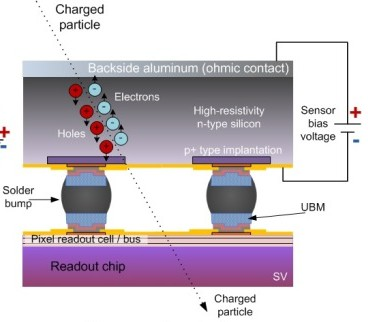 Charged
particle
Backside aluminum (ohmic contact)
Electrons
Holes
High-resistivity
n-type silicon
p+ type implantation
Sensor
bias
voltage
+
-
+
-
Solder
bump
UBM
Pixel readout cell / bus
Readout chip
SV
Charged
particle